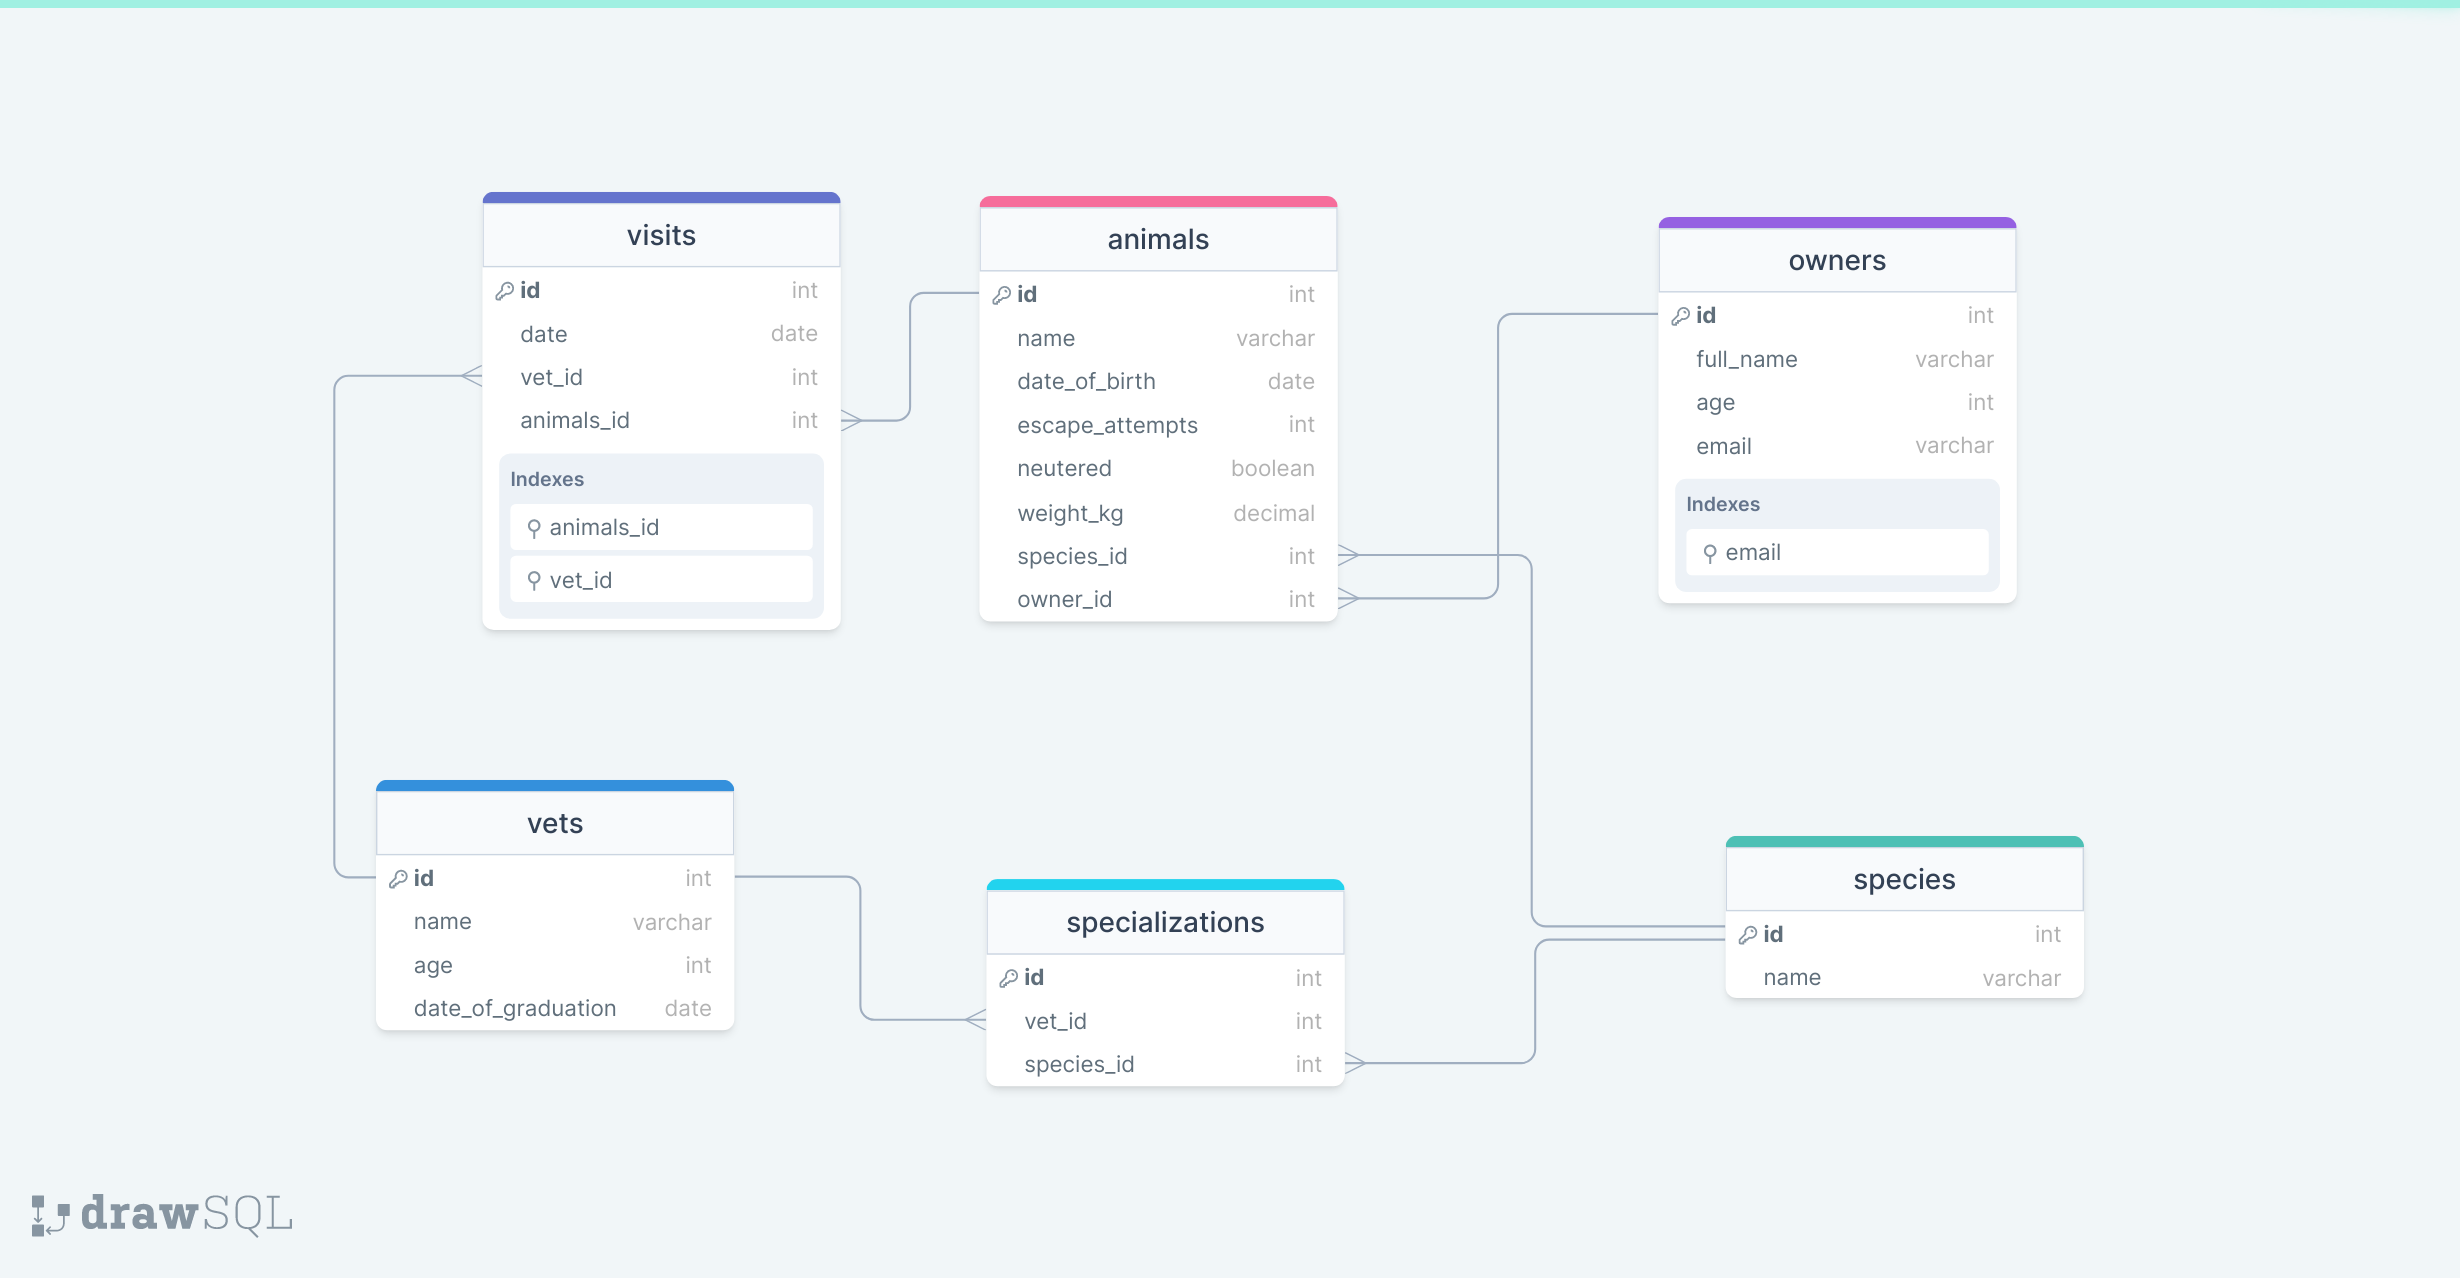 visits
id int
date date
vet_id int
animals_id int
Indexes
animals_id
vet_id
animals
id int
name varchar
date_of_birth date
escape_attempts int
neutered boolean
weight_kg decimal
species_id int
owner_id int
owners
id int
full_name varchar
age int
email varchar
Indexes
email
vets
id int
name varchar
age int
date_of_graduation date
specializations
id int
vet_id int
species_id int
species
id int
name varchar
drawSQL